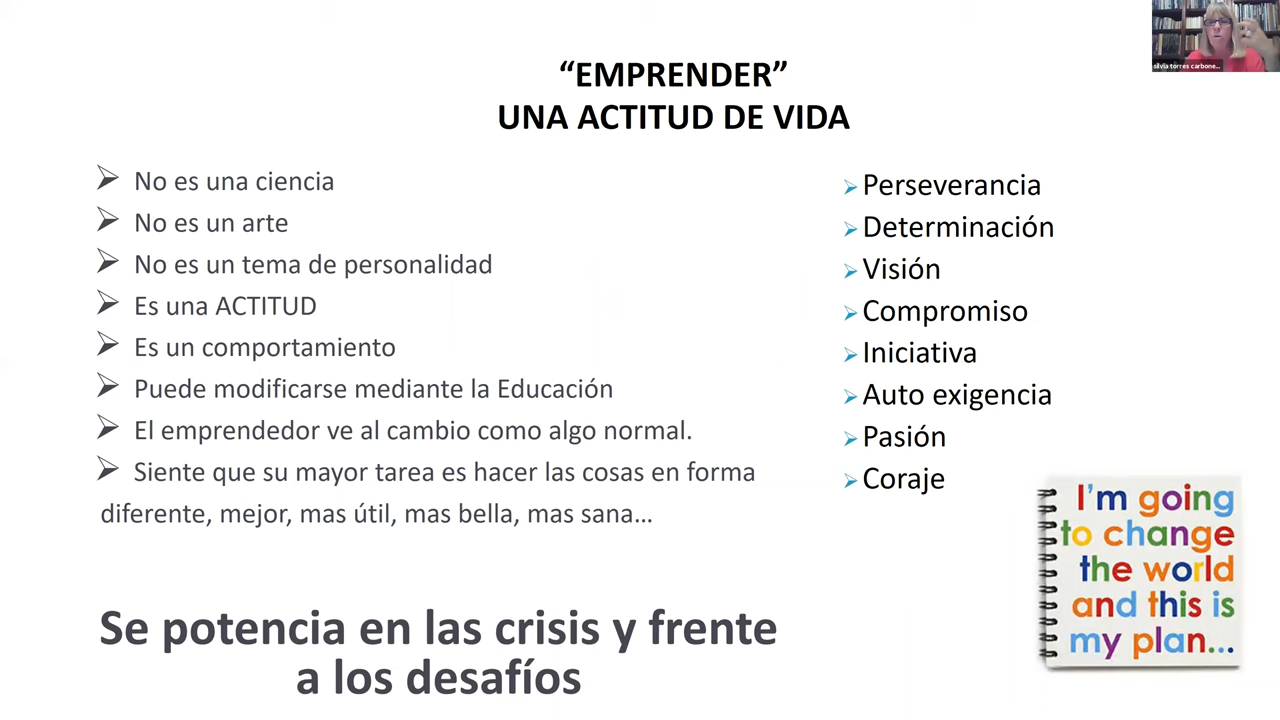 silvia torres carbone...
“EMPRENDER”
UNA ACTITUD DE VIDA
No es una ciencia
No es un arte
No es un tema de personalidad
Es una ACTITUD
Es un comportamiento
Puede modificarse mediante la Educación
El emprendedor ve al cambio como algo normal.
Siente que su mayor tarea es hacer las cosas en forma
diferente, mejor, mas útil, mas bella, mas sana…
Perseverancia
Determinación
Visión
Compromiso
Iniciativa
Auto exigencia
Pasión
Coraje
I'm going
to change
the world
and this is
my plan...
Se potencia en las crisis y frente
a los desafíos